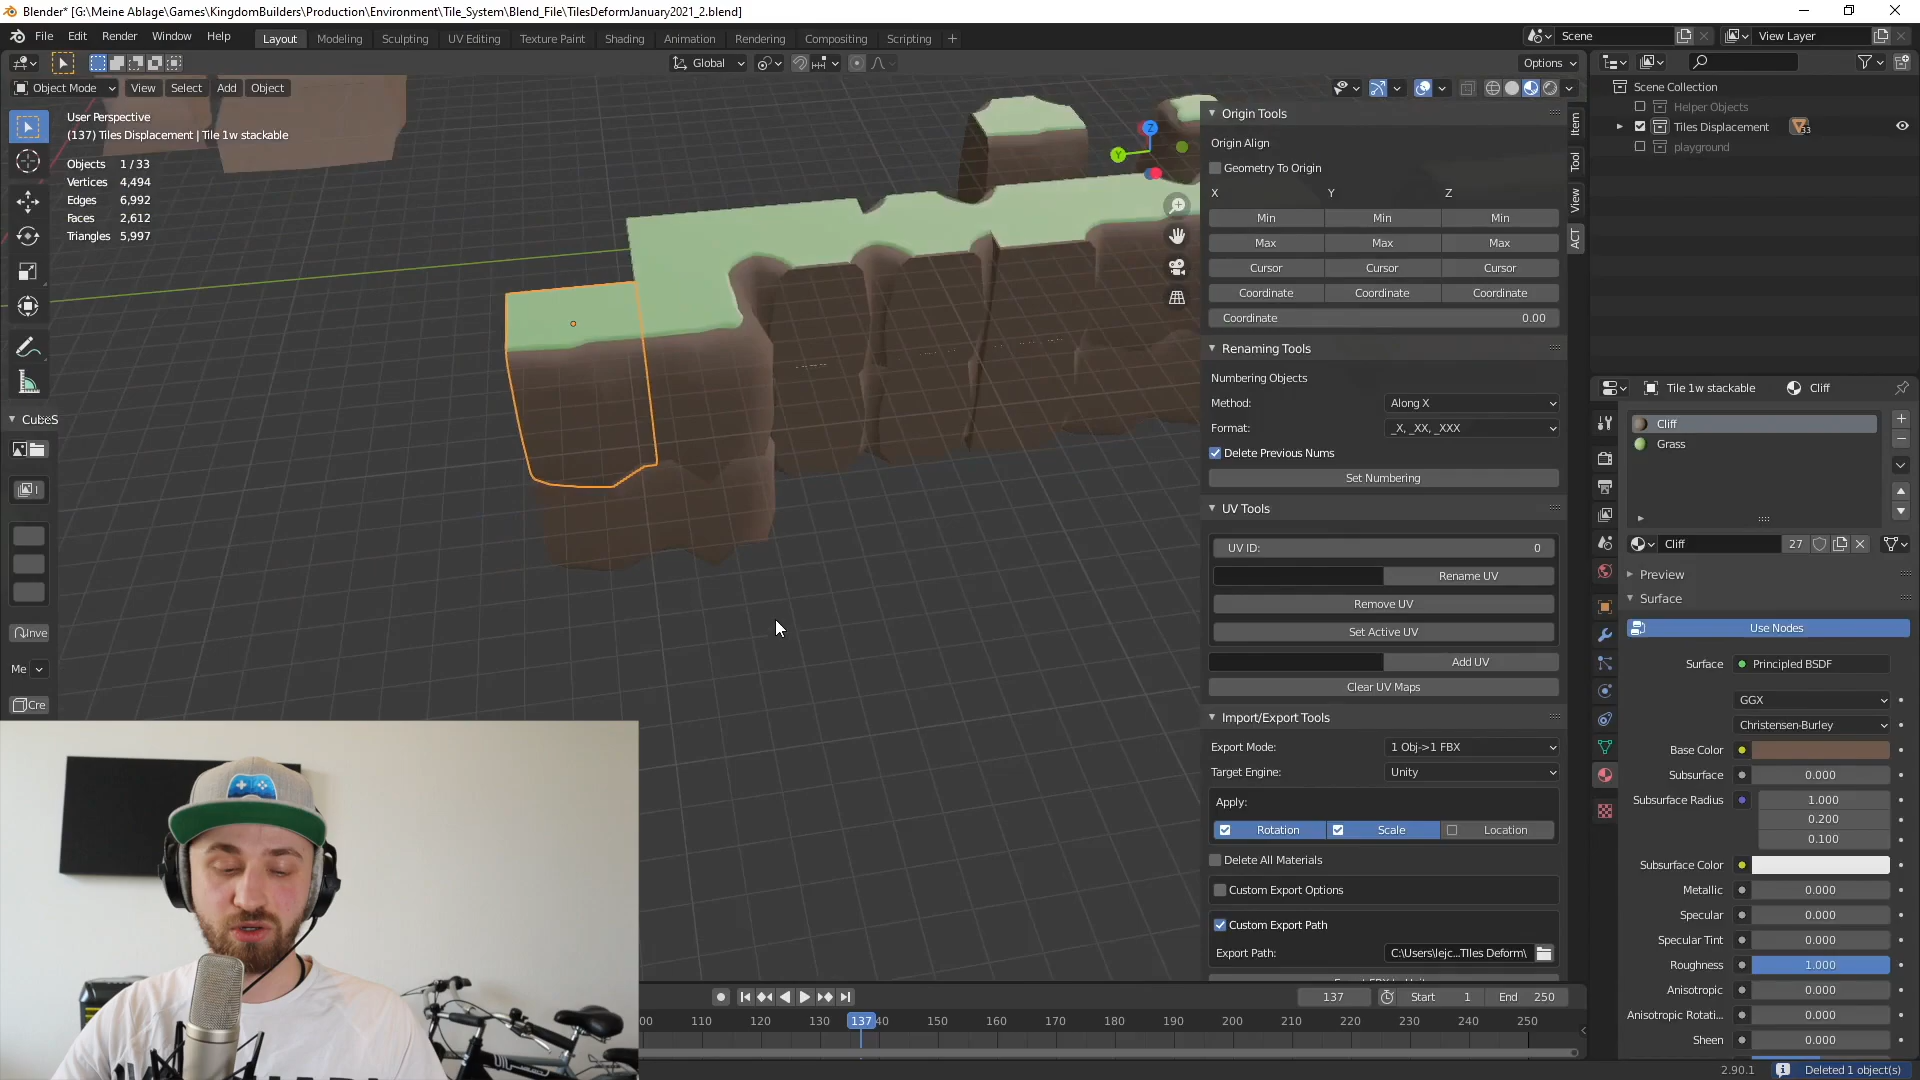 Blender* [G:\Meine Ablage\Games\KingdomBuilders\Production\Environment\Tile_System\Blend_File\TilesDeformJanuary2021_2.blend]
File Edit Render Window Help
Layout Modeling Sculpting UV Editing Texture Paint Shading Animation Rendering Compositing Scripting +
Scene
View Layer
Global
Options
Object Mode View Select Add Object
User Perspective
(137) Tiles Displacement | Tile 1w stackable
Objects 1 / 33
Vertices 4,494
Edges 6,992
Faces 2,612
Triangles 5,997
CubeS
Inve
Me
Cre
Z
Y
Origin Tools
Origin Align
Geometry To Origin
X Y Z
Min Min Min
Max Max Max
Cursor Cursor Cursor
Coordinate Coordinate Coordinate
Coordinate 0.00
Renaming Tools
Numbering Objects
Method: Along X
Format: _X, _XX, _XXX
Delete Previous Nums
Set Numbering
UV Tools
UV ID: 0
Rename UV
Remove UV
Set Active UV
Add UV
Clear UV Maps
Import/Export Tools
Export Mode: 1 Obj->1 FBX
Target Engine: Unity
Apply:
Rotation Scale Location
Delete All Materials
Custom Export Options
Custom Export Path
Export Path: C:\Users\lejc...TIles Deform\
Item
Tool
View
ACT
Scene Collection
Helper Objects
Tiles Displacement 33
playground
Tile 1w stackable Cliff
Cliff
Grass
Cliff 27
Preview
Surface
Use Nodes
Surface Principled BSDF
GGX
Christensen-Burley
Base Color
Subsurface 0.000
Subsurface Radius 1.000
0.200
0.100
Subsurface Color
Metallic 0.000
Specular 0.000
Specular Tint 0.000
Roughness 1.000
Anisotropic 0.000
Anisotropic Rotati... 0.000
Sheen 0.000
137 Start 1 End 250
00 110 120 130 137 40 150 160 170 180 190 200 210 220 230 240 250
2.90.1 Deleted 1 object(s)